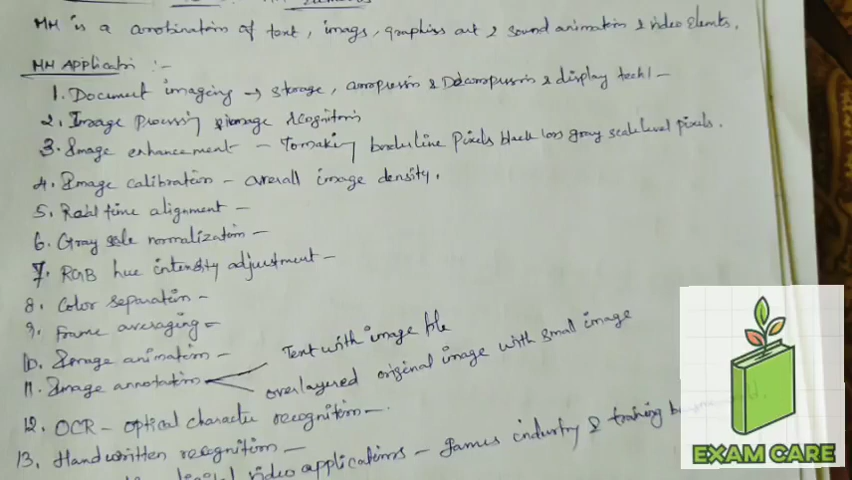 MM is a combination of text, images, graphics art & sound animation & video elements.
MM Application :-
1. Document imaging → storage, compression & Decompression & display tech! -
2. Image Processing & image recognition
3. Image enhancement - To making borderline pixels black loss gray scale level pixels.
4. Image calibration - overall image density.
5. Real time alignment -
6. Gray scale normalization -
7. RGB hue intensity adjustment -
8. Color separation -
9. Frame averaging -
10. Image animation -
Text with image file
11. Image annotation
overlayered original image with small image
12. OCR - optical character recognition -
13. Handwritten recognition -
digital video applications - games industry & training
EXAM CARE